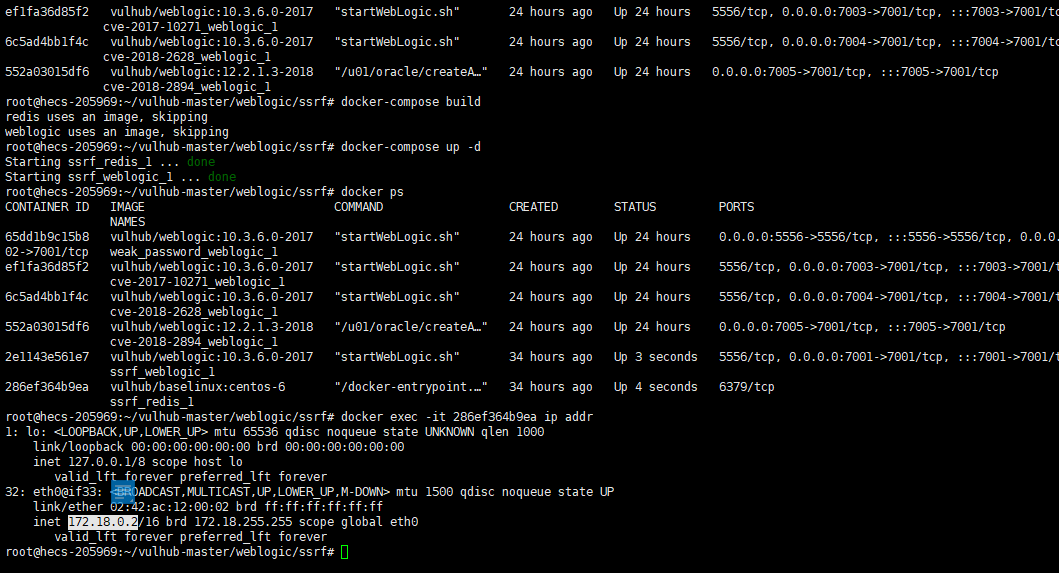 ef1fa36d85f2   vulhub/weblogic:10.3.6.0-2017   "startWebLogic.sh"       24 hours ago   Up 24 hours   5556/tcp, 0.0.0.0:7003->7001/tcp, :::7003->7001/tc
cve-2017-10271_weblogic_1
6c5ad4bb1f4c   vulhub/weblogic:10.3.6.0-2017   "startWebLogic.sh"       24 hours ago   Up 24 hours   5556/tcp, 0.0.0.0:7004->7001/tcp, :::7004->7001/tc
cve-2018-2628_weblogic_1
552a03015df6   vulhub/weblogic:12.2.1.3-2018   "/u01/oracle/createA…"   24 hours ago   Up 24 hours   0.0.0.0:7005->7001/tcp, :::7005->7001/tcp
cve-2018-2894_weblogic_1
root@hecs-205969:~/vulhub-master/weblogic/ssrf# docker-compose build
redis uses an image, skipping
weblogic uses an image, skipping
root@hecs-205969:~/vulhub-master/weblogic/ssrf# docker-compose up -d
Starting ssrf_redis_1 ... done
Starting ssrf_weblogic_1 ... done
root@hecs-205969:~/vulhub-master/weblogic/ssrf# docker ps
CONTAINER ID   IMAGE                           COMMAND                  CREATED        STATUS        PORTS
NAMES
65dd1b9c15b8   vulhub/weblogic:10.3.6.0-2017   "startWebLogic.sh"       24 hours ago   Up 24 hours   0.0.0.0:5556->5556/tcp, :::5556->5556/tcp, 0.0.0.
02->7001/tcp   weak_password_weblogic_1
ef1fa36d85f2   vulhub/weblogic:10.3.6.0-2017   "startWebLogic.sh"       24 hours ago   Up 24 hours   5556/tcp, 0.0.0.0:7003->7001/tcp, :::7003->7001/t
cve-2017-10271_weblogic_1
6c5ad4bb1f4c   vulhub/weblogic:10.3.6.0-2017   "startWebLogic.sh"       24 hours ago   Up 24 hours   5556/tcp, 0.0.0.0:7004->7001/tcp, :::7004->7001/t
cve-2018-2628_weblogic_1
552a03015df6   vulhub/weblogic:12.2.1.3-2018   "/u01/oracle/createA…"   24 hours ago   Up 24 hours   0.0.0.0:7005->7001/tcp, :::7005->7001/tcp
cve-2018-2894_weblogic_1
2e1143e561e7   vulhub/weblogic:10.3.6.0-2017   "startWebLogic.sh"       34 hours ago   Up 3 seconds   5556/tcp, 0.0.0.0:7001->7001/tcp, :::7001->7001/t
ssrf_weblogic_1
286ef364b9ea   vulhub/baselinux:centos-6       "/docker-entrypoint.…"   34 hours ago   Up 4 seconds   6379/tcp
ssrf_redis_1
root@hecs-205969:~/vulhub-master/weblogic/ssrf# docker exec -it 286ef364b9ea ip addr
1: lo: <LOOPBACK,UP,LOWER_UP> mtu 65536 qdisc noqueue state UNKNOWN qlen 1000
link/loopback 00:00:00:00:00:00 brd 00:00:00:00:00:00
inet 127.0.0.1/8 scope host lo
valid_lft forever preferred_lft forever
32: eth0@if33: <BROADCAST,MULTICAST,UP,LOWER_UP,M-DOWN> mtu 1500 qdisc noqueue state UP
link/ether 02:42:ac:12:00:02 brd ff:ff:ff:ff:ff:ff
inet 172.18.0.2/16 brd 172.18.255.255 scope global eth0
valid_lft forever preferred_lft forever
root@hecs-205969:~/vulhub-master/weblogic/ssrf#